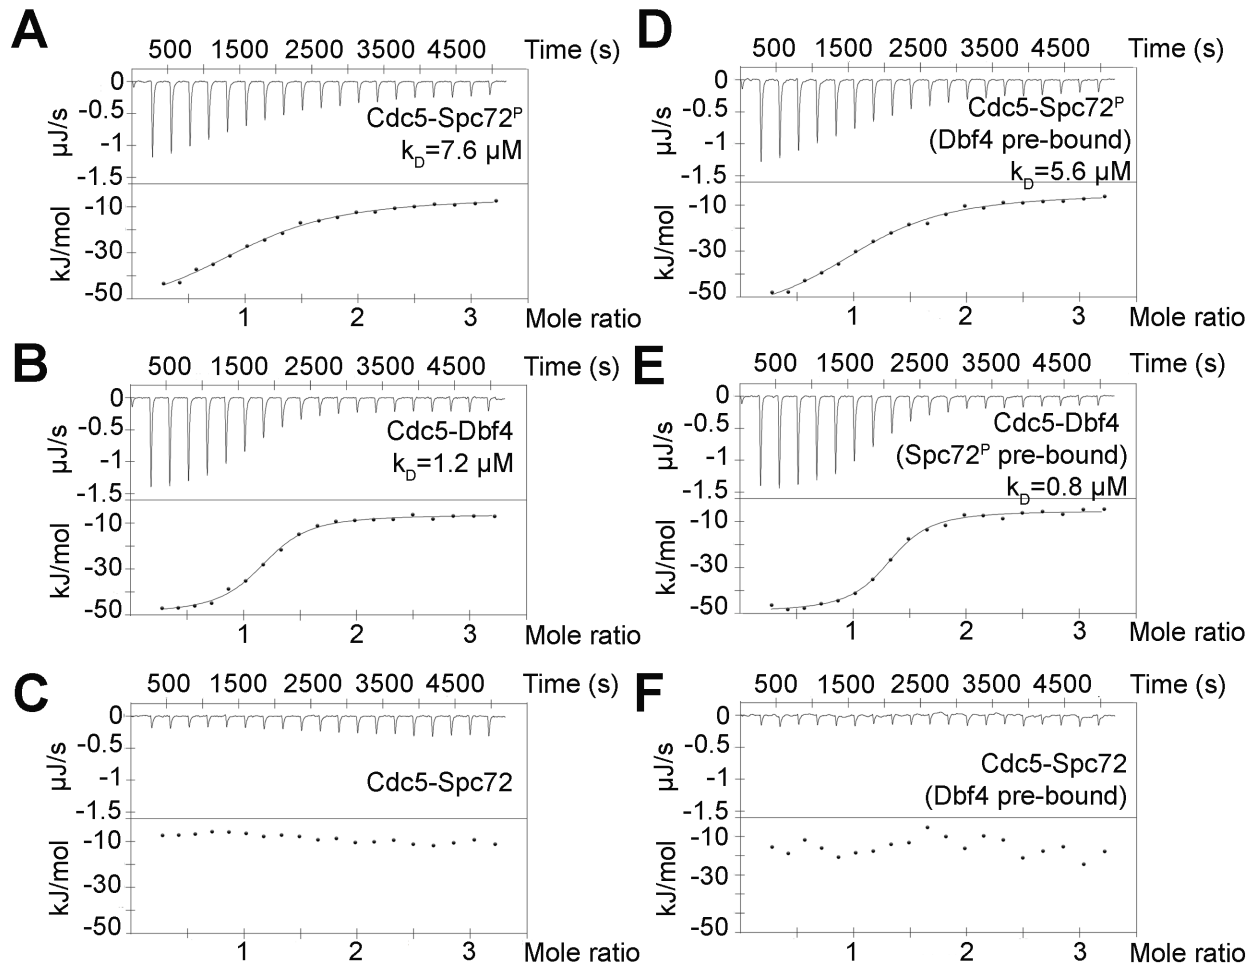 A
500 1500 2500 3500 4500 Time (s)
0
-0.5
-1
-1.5
µJ/s
Cdc5-Spc72ᴾ
k_D=7.6 µM
-10
-30
-50
kJ/mol
1 2 3 Mole ratio
B
500 1500 2500 3500 4500 Time (s)
0
-0.5
-1
-1.5
µJ/s
Cdc5-Dbf4
k_D=1.2 µM
-10
-30
-50
kJ/mol
1 2 3 Mole ratio
C
500 1500 2500 3500 4500 Time (s)
0
-0.5
-1
-1.5
µJ/s
Cdc5-Spc72
-10
-30
-50
kJ/mol
1 2 3 Mole ratio
D
500 1500 2500 3500 4500 Time (s)
0
-0.5
-1
-1.5
µJ/s
Cdc5-Spc72ᴾ
(Dbf4 pre-bound)
k_D=5.6 µM
-10
-30
-50
kJ/mol
1 2 3 Mole ratio
E
500 1500 2500 3500 4500 Time (s)
0
-0.5
-1
-1.5
µJ/s
Cdc5-Dbf4
(Spc72ᴾ pre-bound)
k_D=0.8 µM
-10
-30
-50
kJ/mol
1 2 3 Mole ratio
F
500 1500 2500 3500 4500 Time (s)
0
-0.5
-1
-1.5
µJ/s
Cdc5-Spc72
(Dbf4 pre-bound)
-10
-30
-50
kJ/mol
1 2 3 Mole ratio